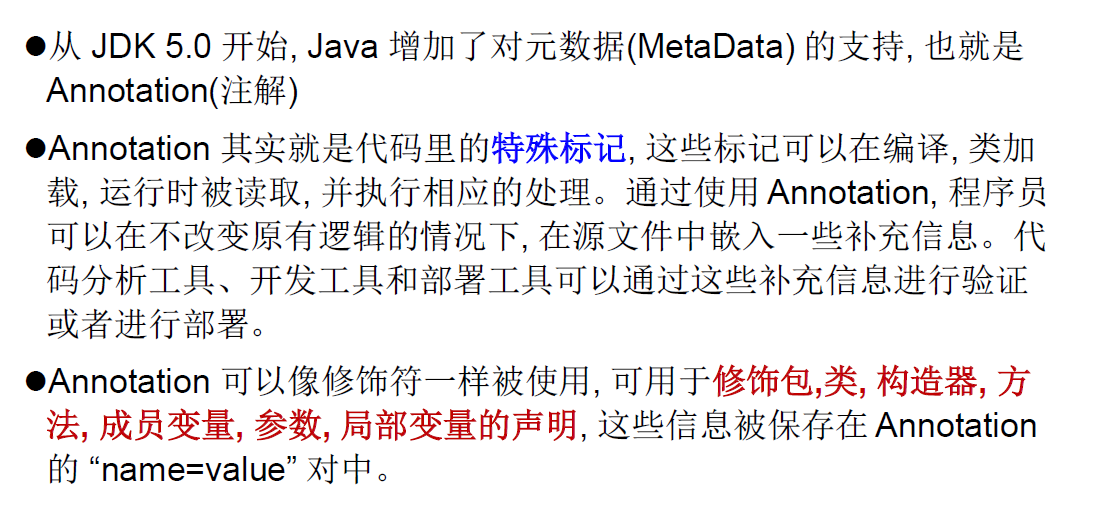 ●从 JDK 5.0 开始, Java 增加了对元数据(MetaData) 的支持, 也就是
Annotation(注解)
●Annotation 其实就是代码里的特殊标记, 这些标记可以在编译, 类加
载, 运行时被读取, 并执行相应的处理。通过使用 Annotation, 程序员
可以在不改变原有逻辑的情况下, 在源文件中嵌入一些补充信息。代
码分析工具、开发工具和部署工具可以通过这些补充信息进行验证
或者进行部署。
●Annotation 可以像修饰符一样被使用, 可用于修饰包,类, 构造器, 方
法, 成员变量, 参数, 局部变量的声明, 这些信息被保存在 Annotation
的 “name=value” 对中。